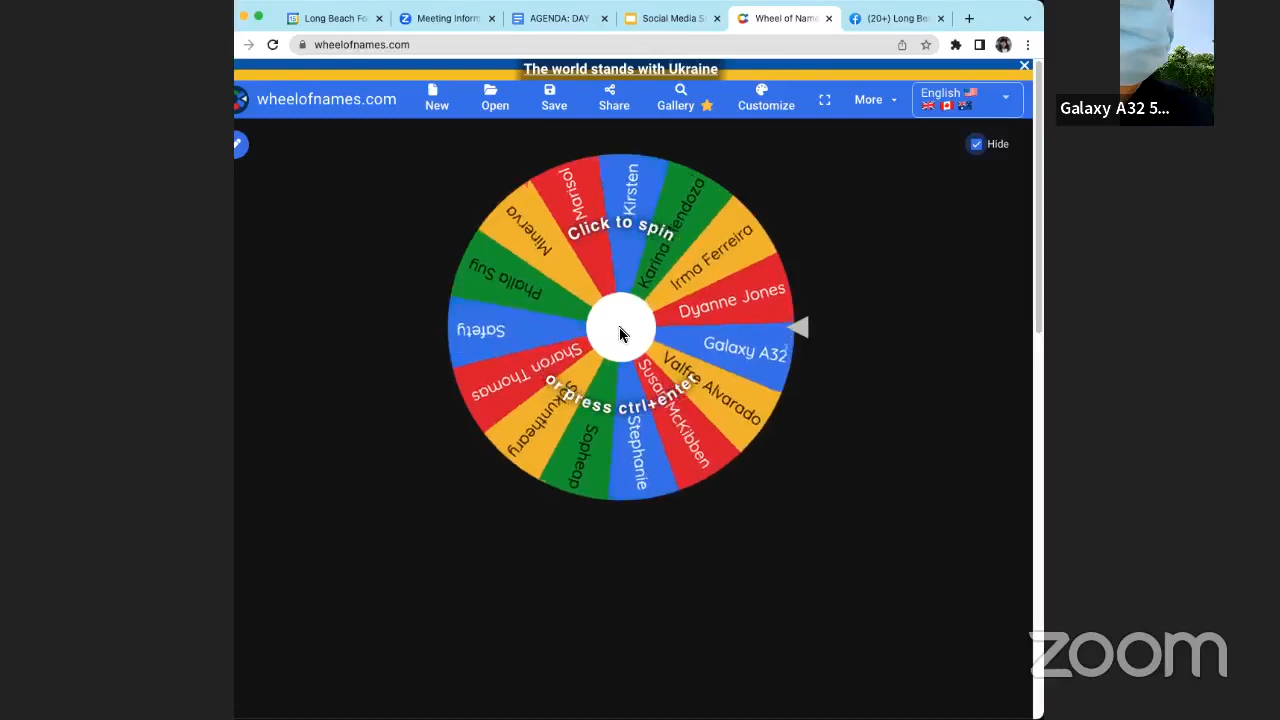 Long Beach Fo
Meeting Inform
AGENDA: DAY
Social Media S
Wheel of Name
(20+) Long Be
wheelofnames.com
The world stands with Ukraine
wheelofnames.com
New
Open
Save
Share
Gallery
Customize
More
English
Hide
Galaxy A32 5...
Marisol
Kirsten
Karina Mendoza
Irma Ferreira
Dyanne Jones
Galaxy A32
Valfre Alvarado
Susan McKibben
Stephanie
Sopheap
Sharon Thomas
Safety
Phalla Suy
Minerva
Click to spin
or press ctrl+enter
zoom